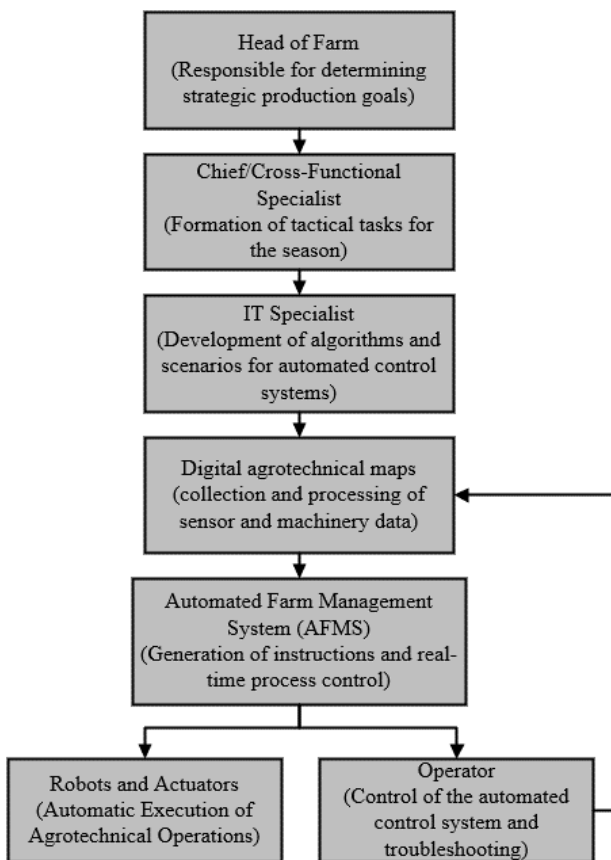 Head of Farm
(Responsible for determining
strategic production goals)
Chief/Cross-Functional
Specialist
(Formation of tactical tasks for
the season)
IT Specialist
(Development of algorithms and
scenarios for automated control
systems)
Digital agrotechnical maps
(collection and processing of
sensor and machinery data)
Automated Farm Management
System (AFMS)
(Generation of instructions and real-
time process control)
Robots and Actuators
(Automatic Execution of
Agrotechnical Operations)
Operator
(Control of the automated
control system and
troubleshooting)